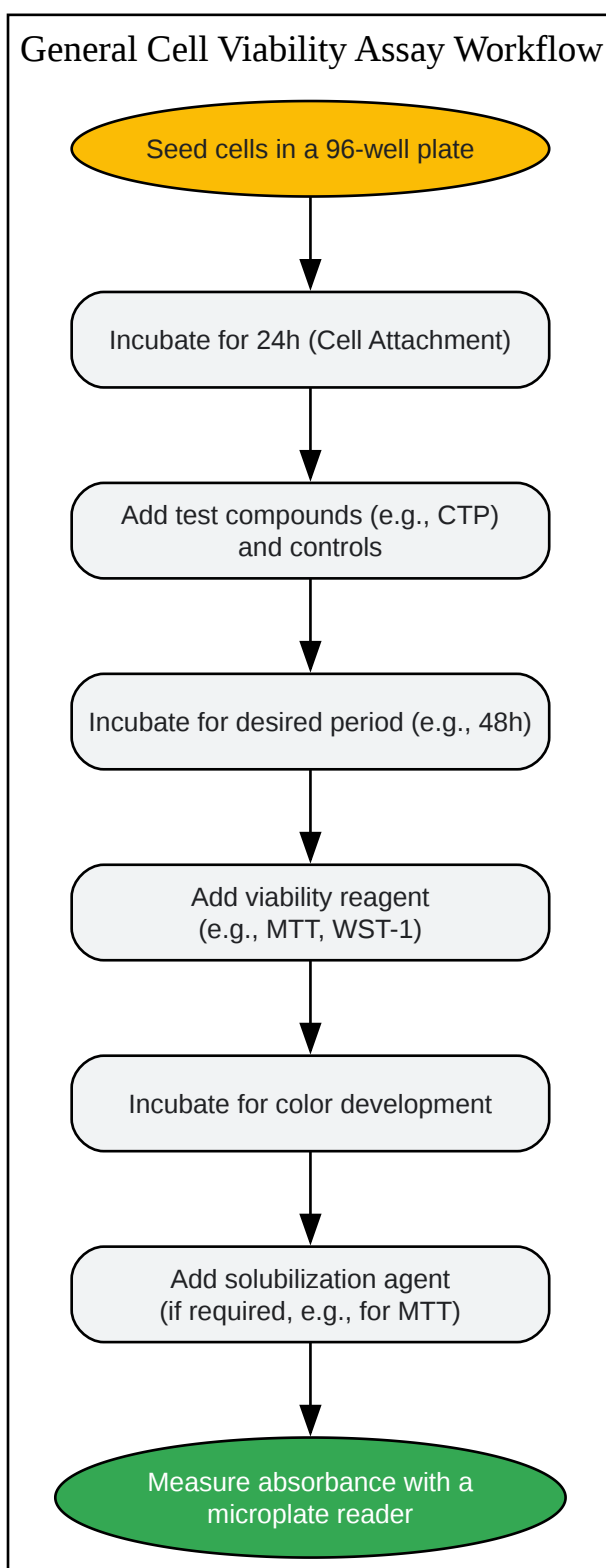 General Cell Viability Assay Workflow
Seed cells in a 96-well plate
Incubate for 24h (Cell Attachment)
Add test compounds (e.g., CTP)
and controls
Incubate for desired period (e.g., 48h)
Add viability reagent
(e.g., MTT, WST-1)
Incubate for color development
Add solubilization agent
(if required, e.g., for MTT)
Measure absorbance with a
microplate reader